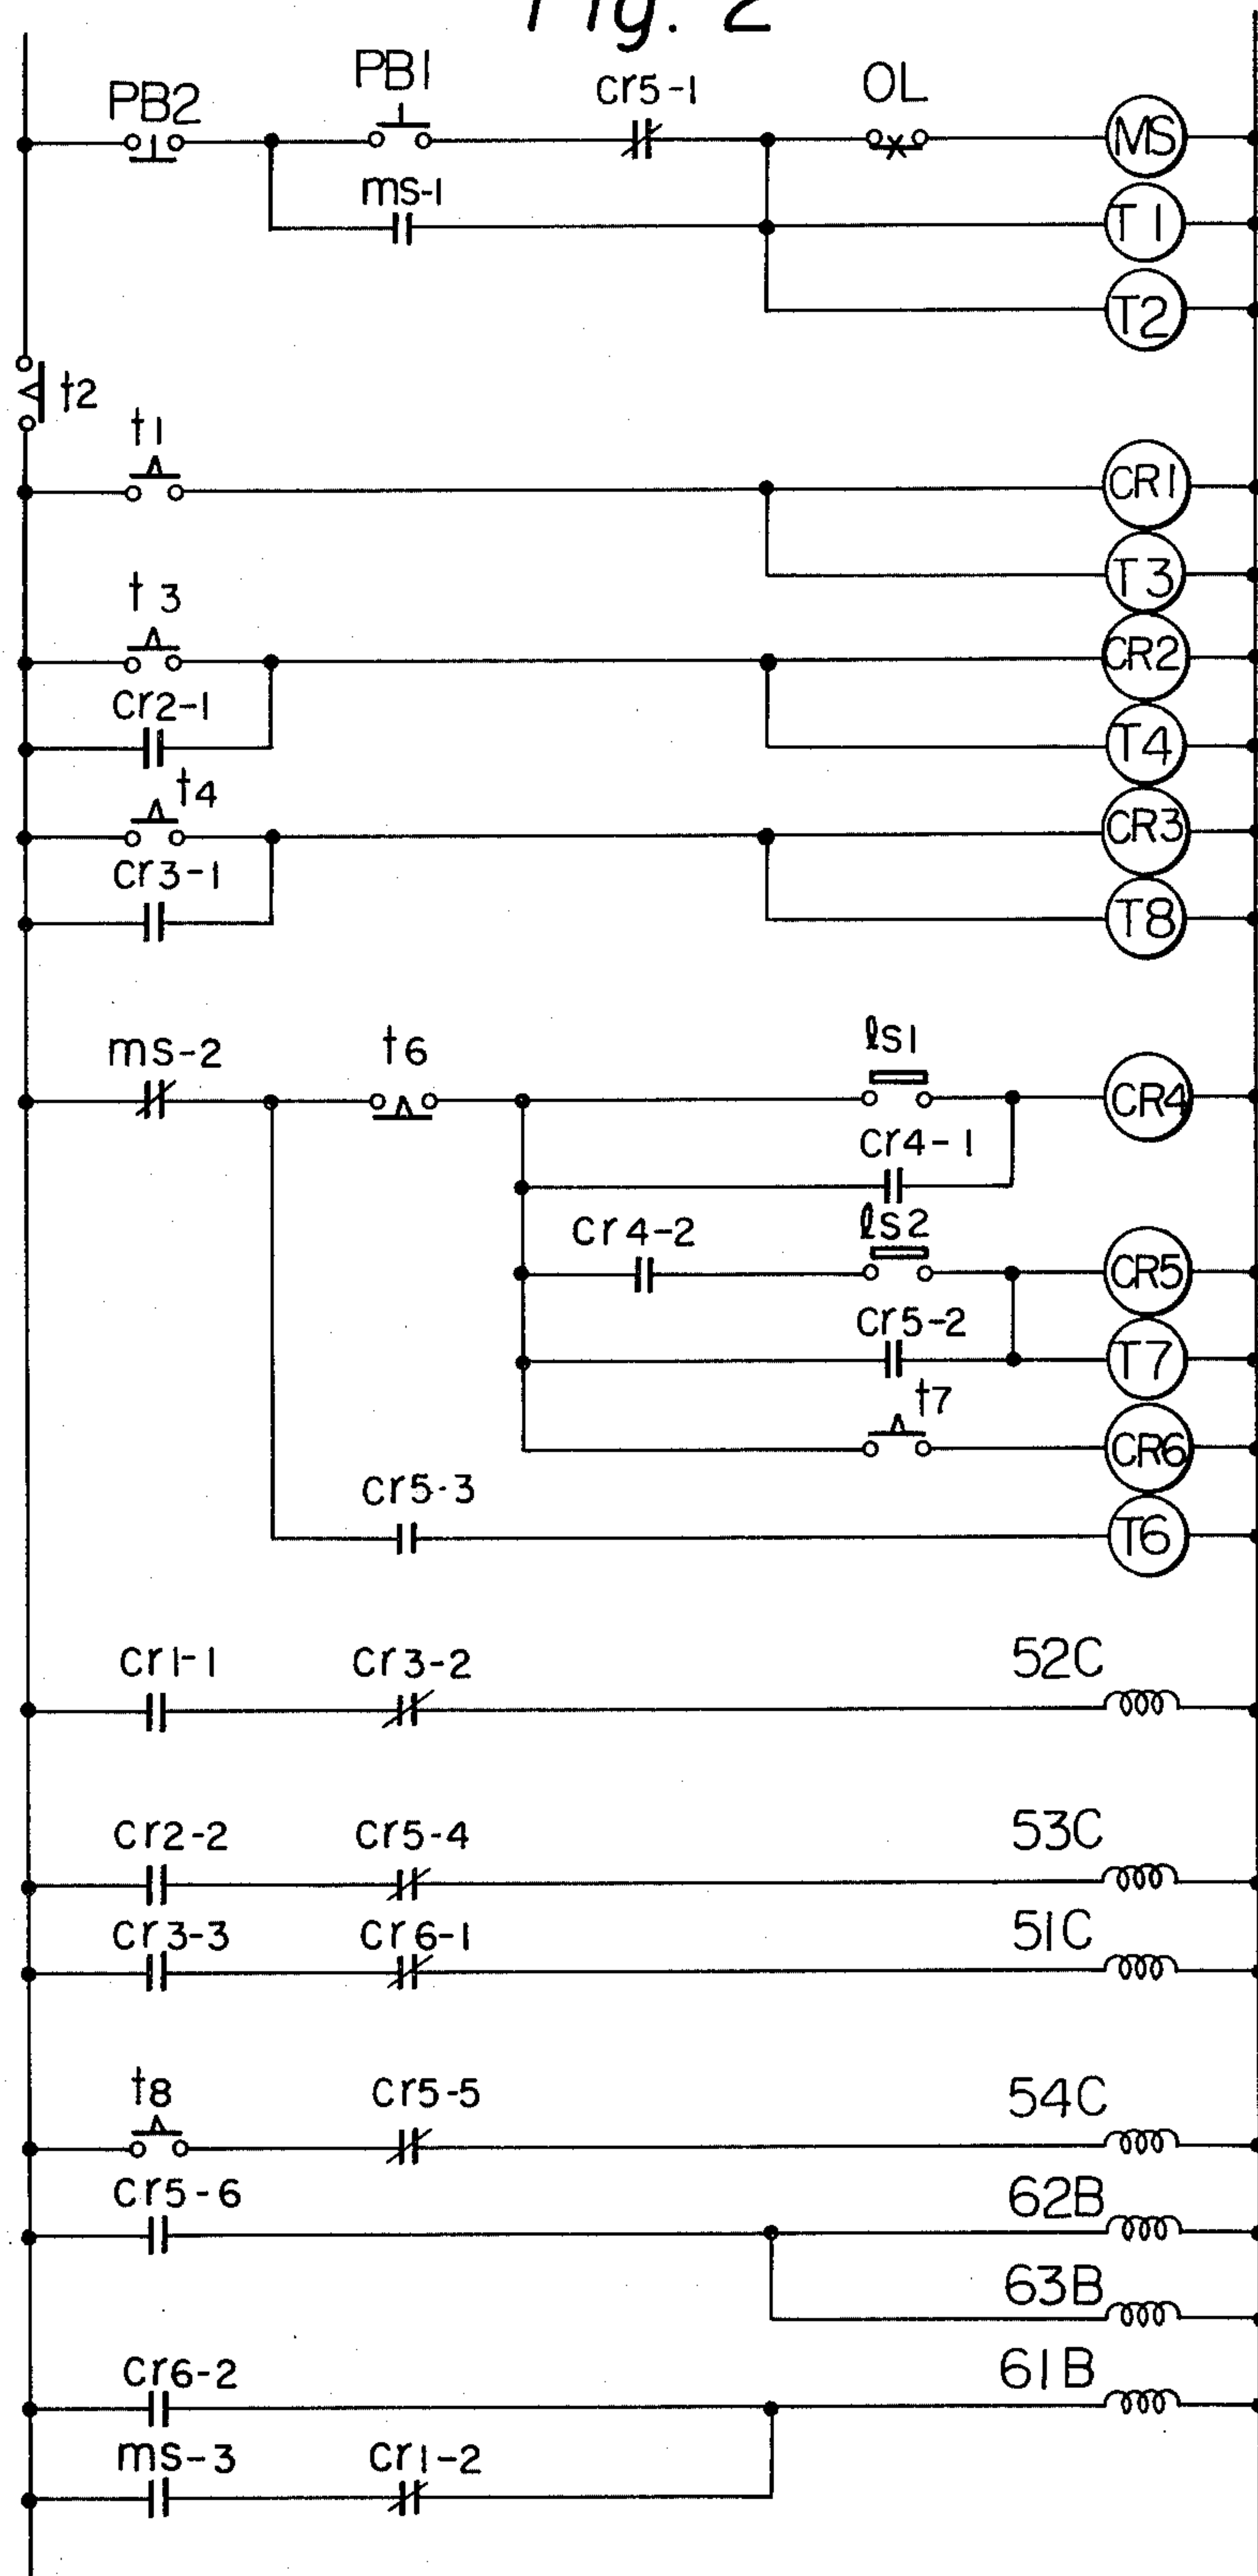 Fig. 2
PB2 PB1 cr5-1 OL MS
ms-1 T1
T2
t2
t1 CR1
T3
t3 CR2
cr2-1 T4
t4 CR3
cr3-1 T8
ms-2 t6 ls1 CR4
cr4-1
cr4-2 ls2 CR5
cr5-2 T7
t7 CR6
cr5-3 T6
cr1-1 cr3-2 52C
cr2-2 cr5-4 53C
cr3-3 cr6-1 51C
t8 cr5-5 54C
cr5-6 62B
63B
cr6-2 61B
ms-3 cr1-2